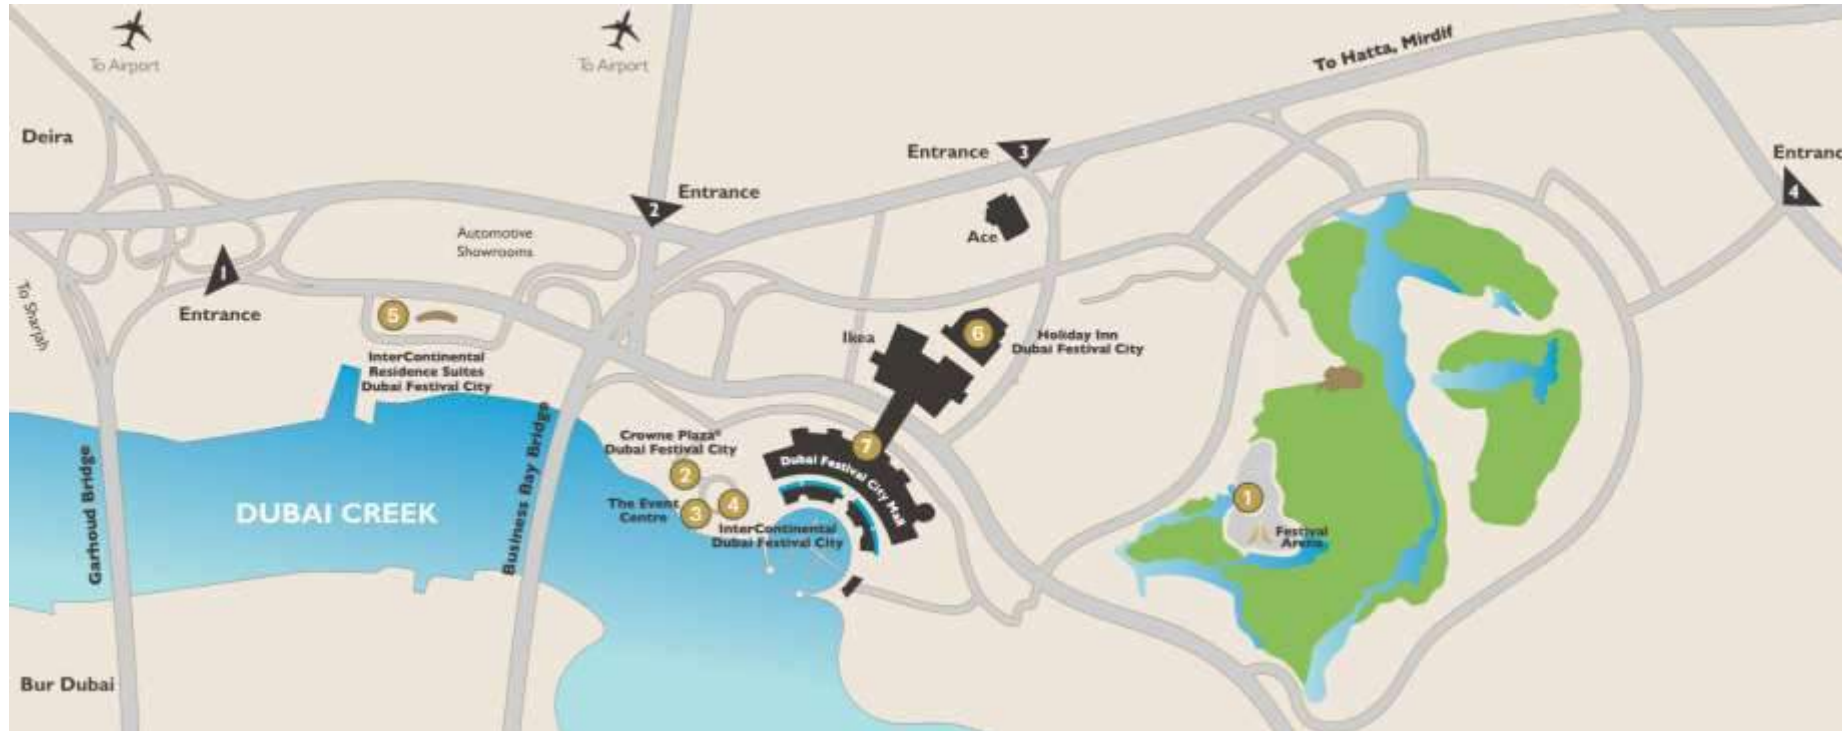 To Airport
To Airport
To Hatta, Mirdif
Deira
Entrance
3
Entranc
4
Entrance
2
Automotive
Showrooms
Ace
1
Entrance
To Sharjah
5
InterContinental
Residence Suites
Dubai Festival City
Ikea
6
Holiday Inn
Dubai Festival City
Crowne Plaza®
Dubai Festival City
2
7
Dubai Festival City Mall
The Event
Centre
3
4
InterContinental
Dubai Festival City
1
Festival
Arena
Garhoud Bridge
DUBAI CREEK
Business Bay Bridge
Bur Dubai